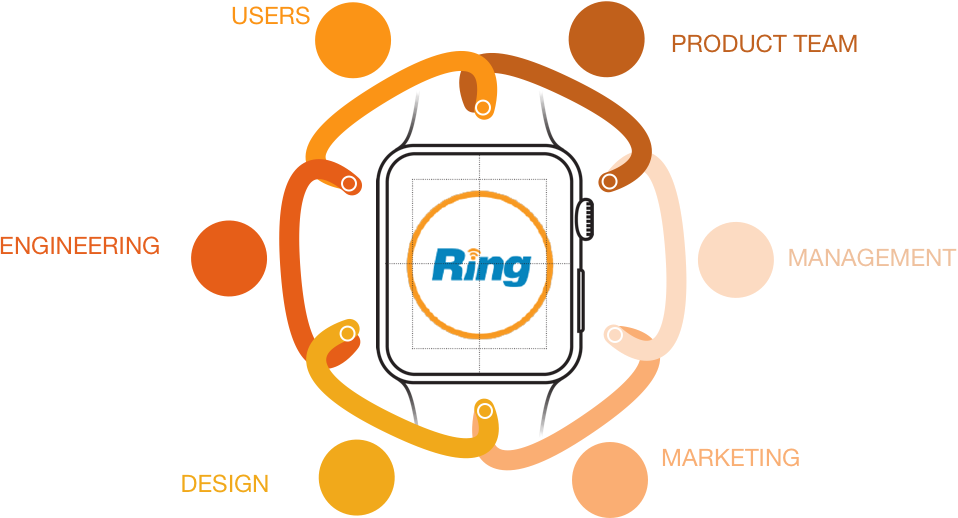 USERS
PRODUCT TEAM
ENGINEERING
Ring
MANAGEMENT
MARKETING
DESIGN